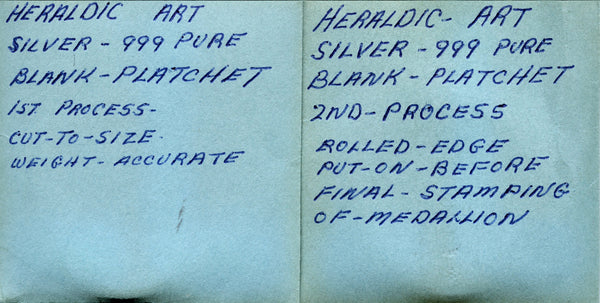 HERALDIC ART
SILVER - 999 PURE
BLANK - PLATCHET
1ST PROCESS -
CUT - TO - SIZE -
WEIGHT - ACCURATE
HERALDIC - ART
SILVER - 999 PURE
BLANK - PLATCHET
2ND - PROCESS
ROLLED - EDGE
PUT - ON - BEFORE
FINAL - STAMPING
OF - MEDALLION